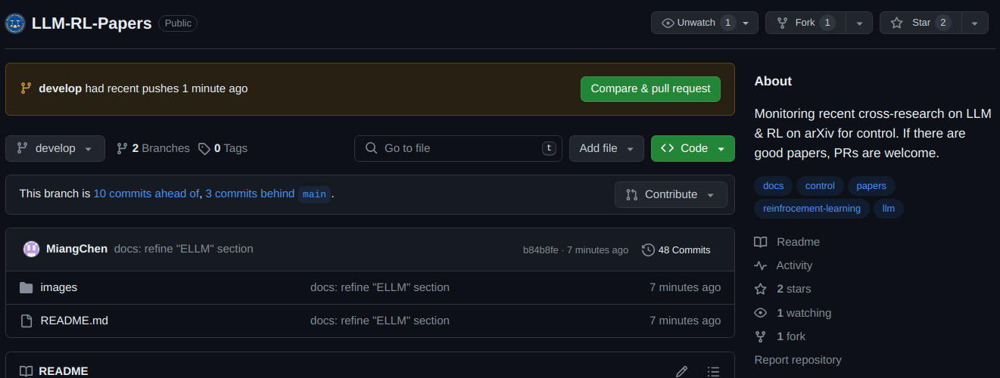 LLM-RL-Papers Public Unwatch 1 Fork 1 Star 2
develop had recent pushes 1 minute ago Compare & pull request
develop 2 Branches 0 Tags Go to file t Add file <> Code
This branch is 10 commits ahead of, 3 commits behind main. Contribute
MiangChen docs: refine "ELLM" section b84b8fe · 7 minutes ago 48 Commits
images docs: refine "ELLM" section 7 minutes ago
README.md docs: refine "ELLM" section 7 minutes ago
README
About
Monitoring recent cross-research on LLM
& RL on arXiv for control. If there are
good papers, PRs are welcome.
docs control papers
reinfrocement-learning llm
Readme
Activity
2 stars
1 watching
1 fork
Report repository